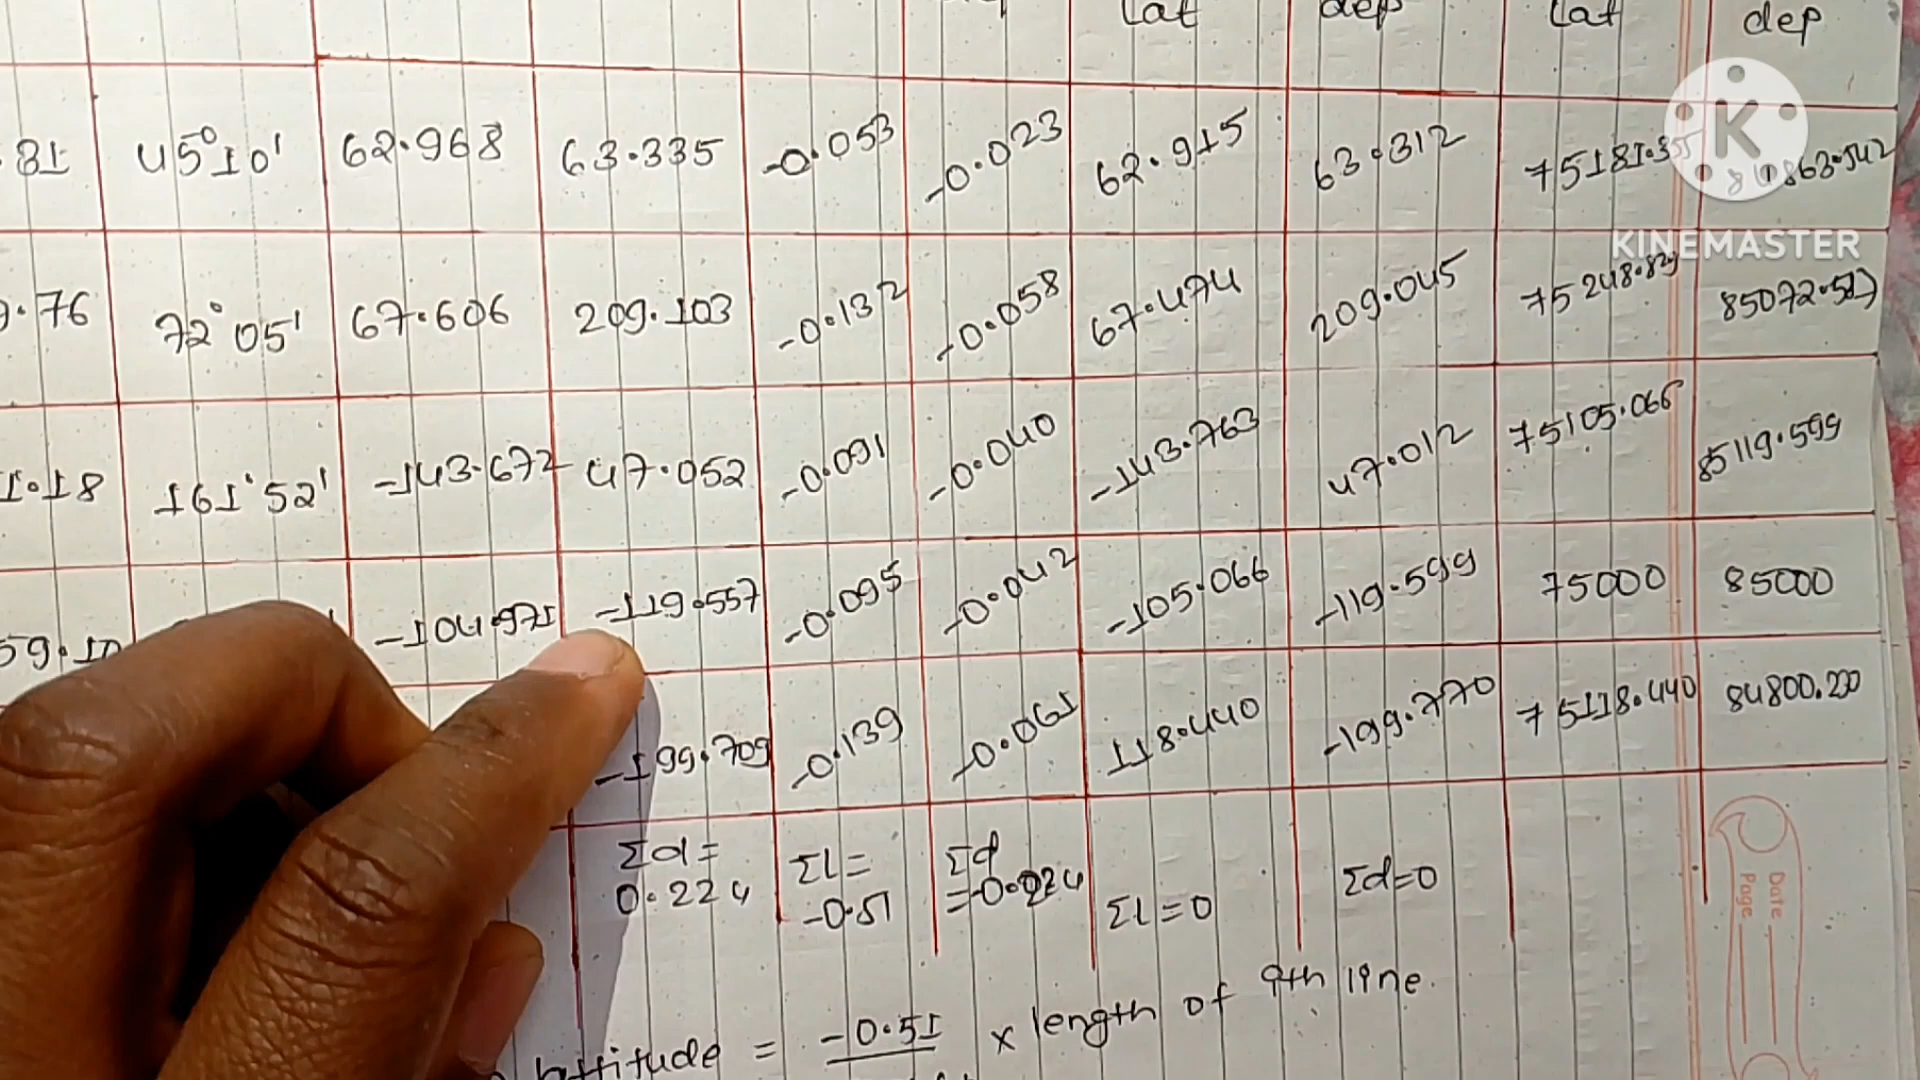 Lat dep Lat dep
.81 45°10' 62.968 63.335 -0.053 -0.023 62.915 63.312 75181.355
KINEMASTER
9.76 72°05' 67.606 209.103 -0.132 -0.058 67.474 209.045 75248.829
1.18 161°52' -143.672 47.052 -0.091 -0.040 -143.763 47.012 75105.066 85119.599
59.10 -104.971 -119.557 -0.095 -0.042 -105.066 -119.599 75000 85000
-199.709 -0.139 -0.061 118.440 -199.770 75118.440 84800.230
Σd = Σl = Σd
0.224 -0.51 =-0.224 Σl = 0 Σd=0
Date
Page
lattitude = -0.51 x length of line.